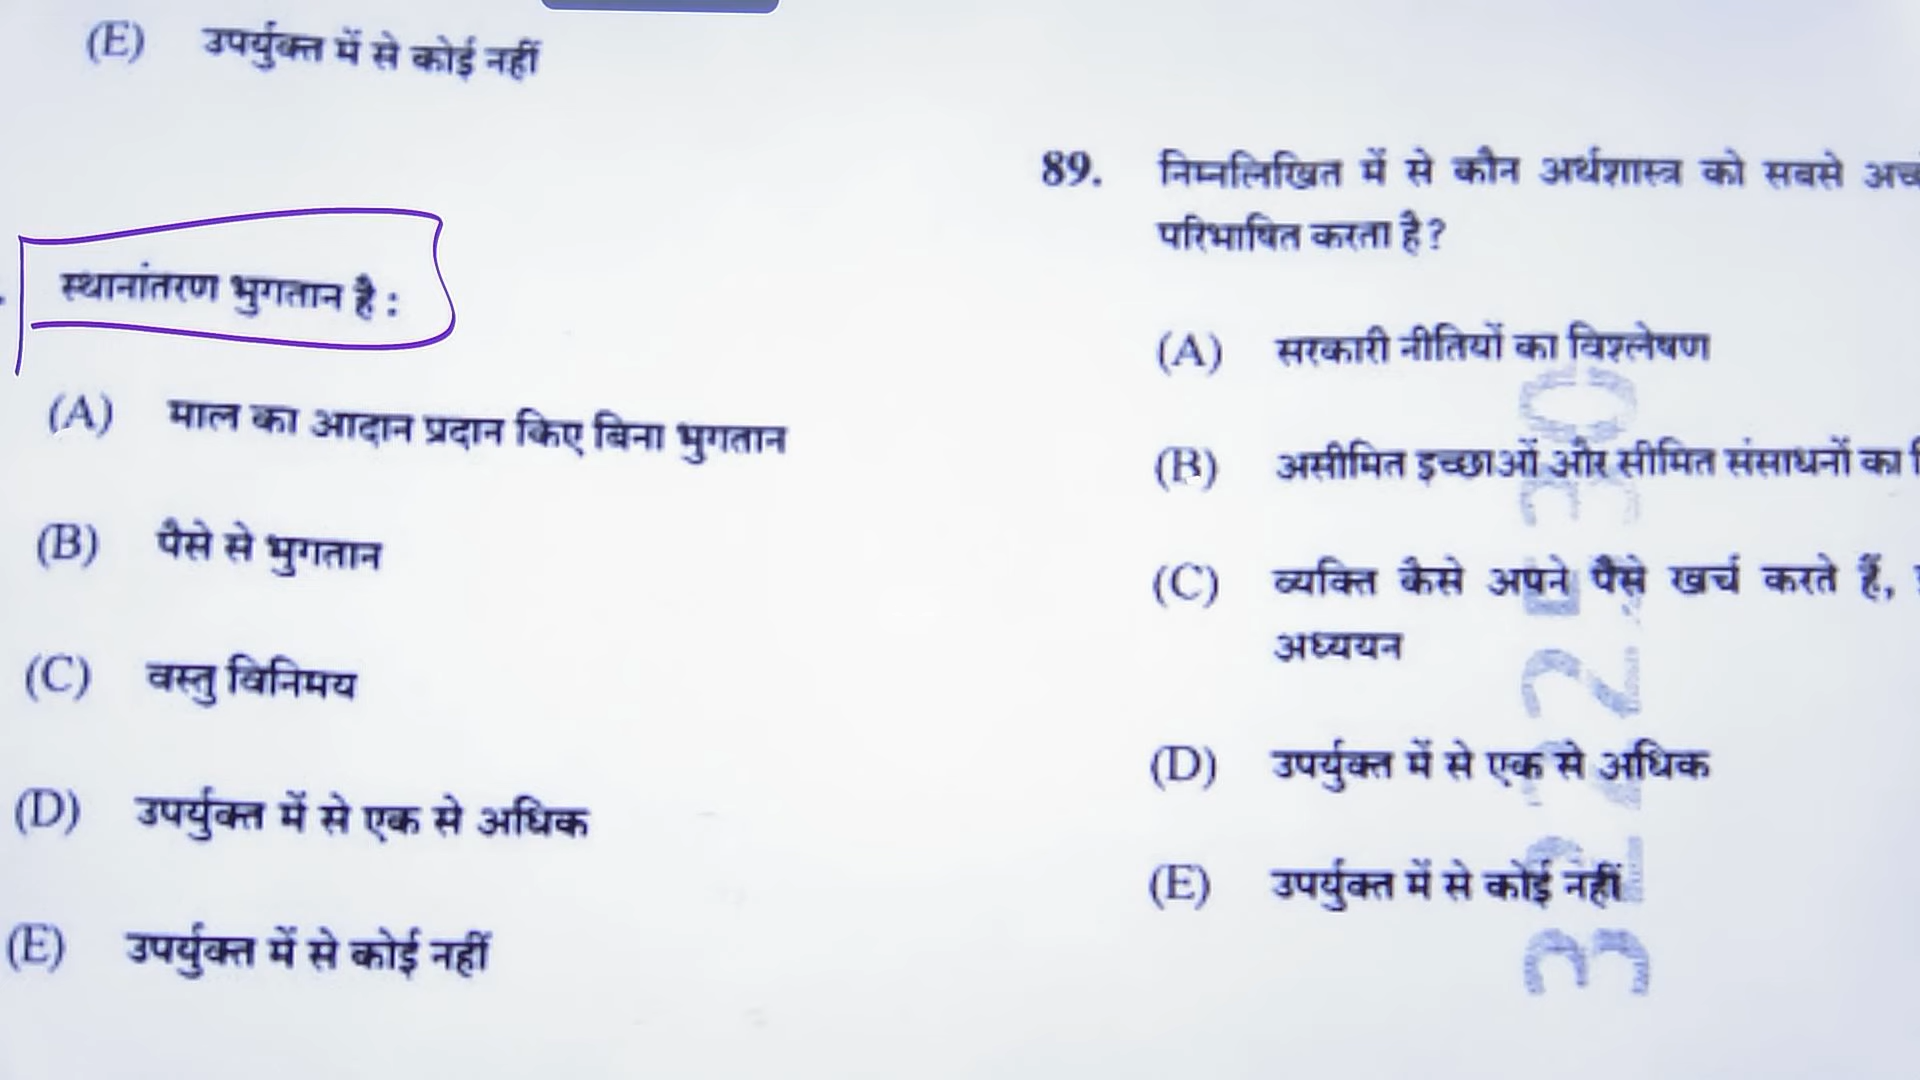 (E) उपर्युक्त में से कोई नहीं
स्थानांतरण भुगतान है :
(A) माल का आदान प्रदान किए बिना भुगतान
(B) पैसे से भुगतान
(C) वस्तु विनिमय
(D) उपर्युक्त में से एक से अधिक
(E) उपर्युक्त में से कोई नहीं
89. निम्नलिखित में से कौन अर्थशास्त्र को सबसे
परिभाषित करता है?
(A) सरकारी नीतियों का विश्लेषण
(B) असीमित इच्छाओं और सीमित संसाधनों का
(C) व्यक्ति कैसे अपने पैसे खर्च करते हैं,
अध्ययन
(D) उपर्युक्त में से एक से अधिक
(E) उपर्युक्त में से कोई नहीं